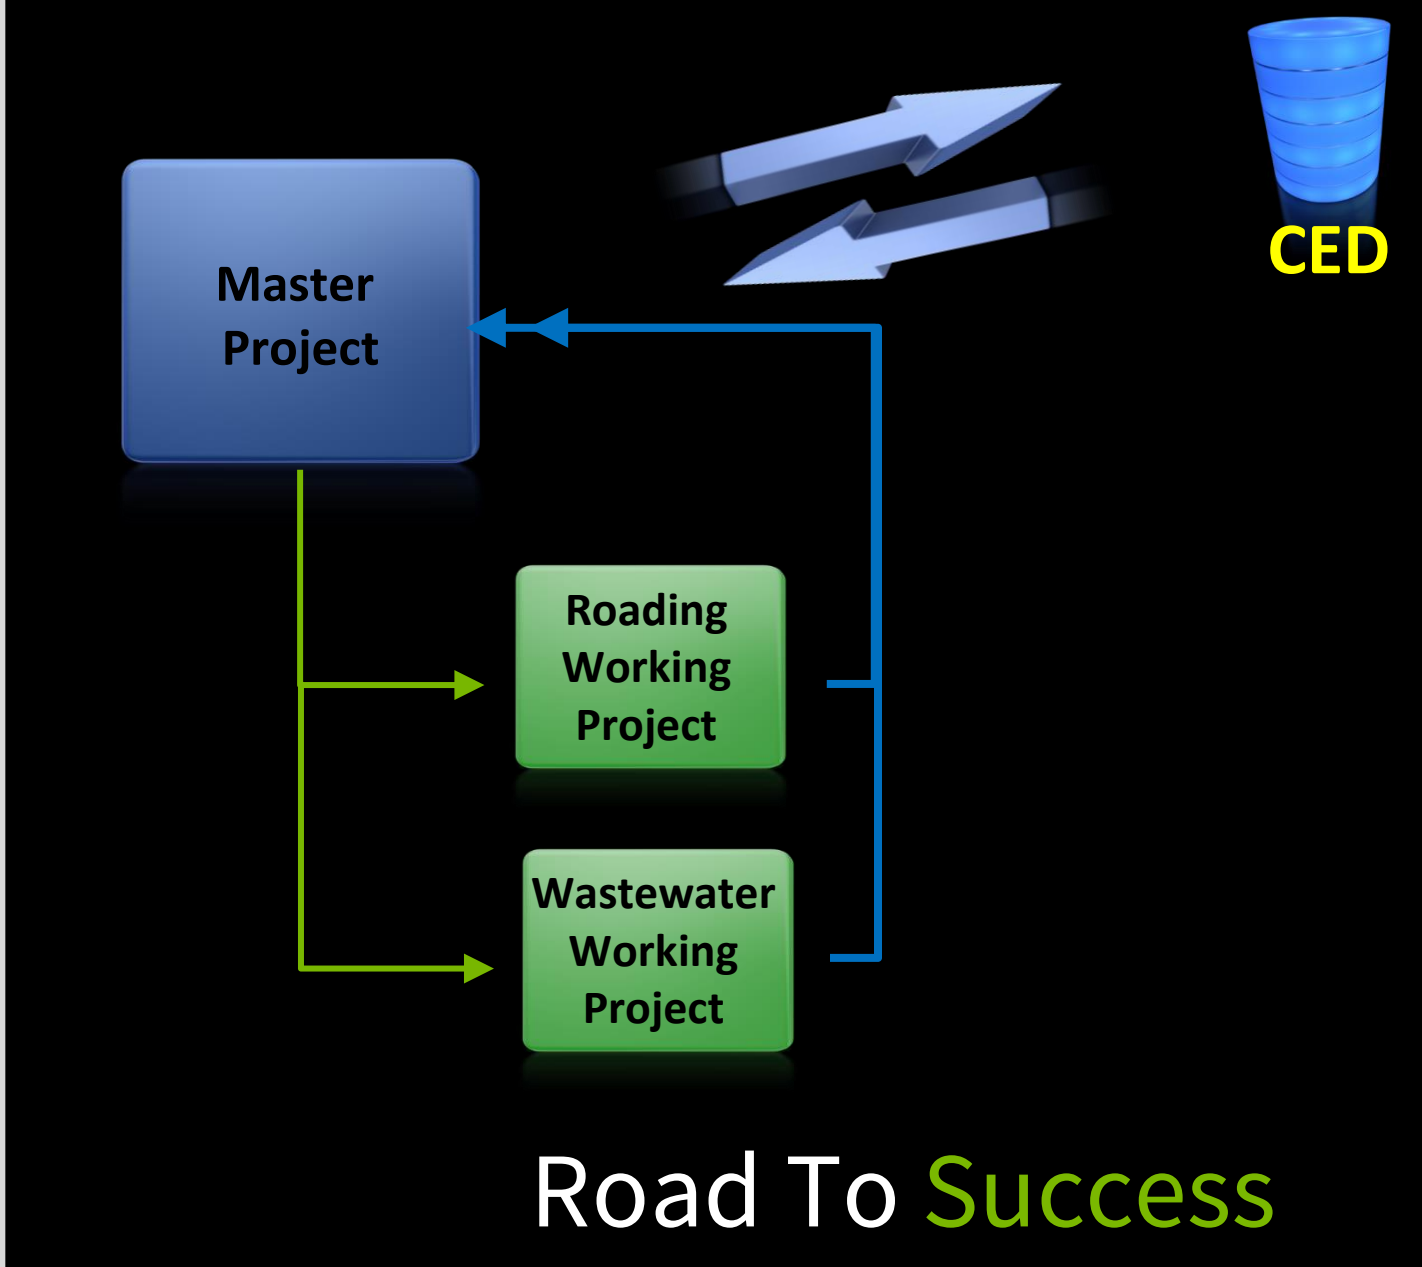 CED
Master
Project
Roading
Working
Project
Wastewater
Working
Project
Road To Success